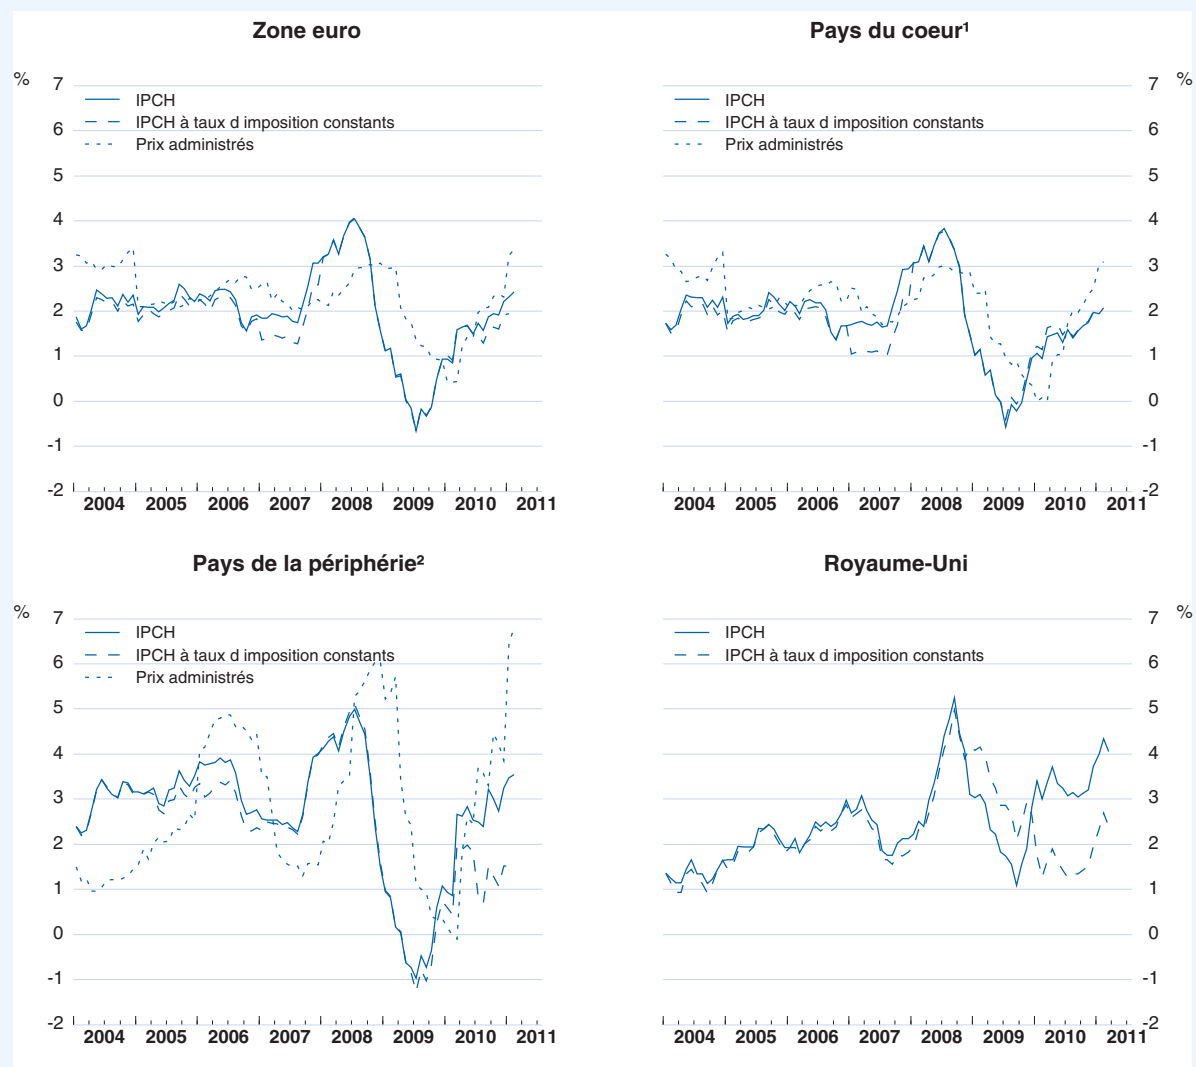 Zone euro
%
7
IPCH
IPCH à taux d imposition constants
6
Prix administrés
5
4
3
2
1
0
-1
-2
2004 2005 2006 2007 2008 2009 2010 2011
Pays du coeur¹
7 %
IPCH
IPCH à taux d imposition constants
6
Prix administrés
5
4
3
2
1
0
-1
-2
2004 2005 2006 2007 2008 2009 2010 2011
Pays de la périphérie²
%
7
IPCH
IPCH à taux d imposition constants
6
Prix administrés
5
4
3
2
1
0
-1
-2
2004 2005 2006 2007 2008 2009 2010 2011
Royaume-Uni
7 %
IPCH
IPCH à taux d imposition constants
6
5
4
3
2
1
0
-1
-2
2004 2005 2006 2007 2008 2009 2010 2011